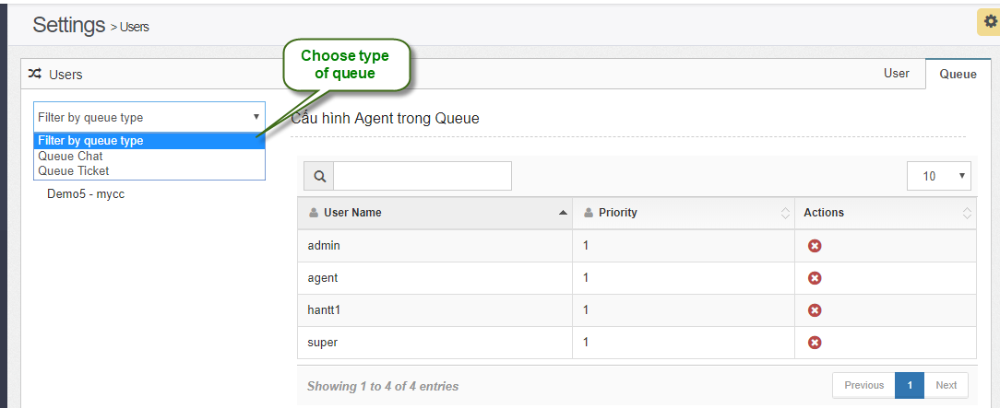 Settings > Users
Choose type
of queue
Users
User
Queue
Filter by queue type
Filter by queue type
Queue Chat
Queue Ticket
Demo5 - mycc
Cấu hình Agent trong Queue
10
User Name Priority Actions
admin 1
agent 1
hantt1 1
super 1
Showing 1 to 4 of 4 entries
Previous 1 Next